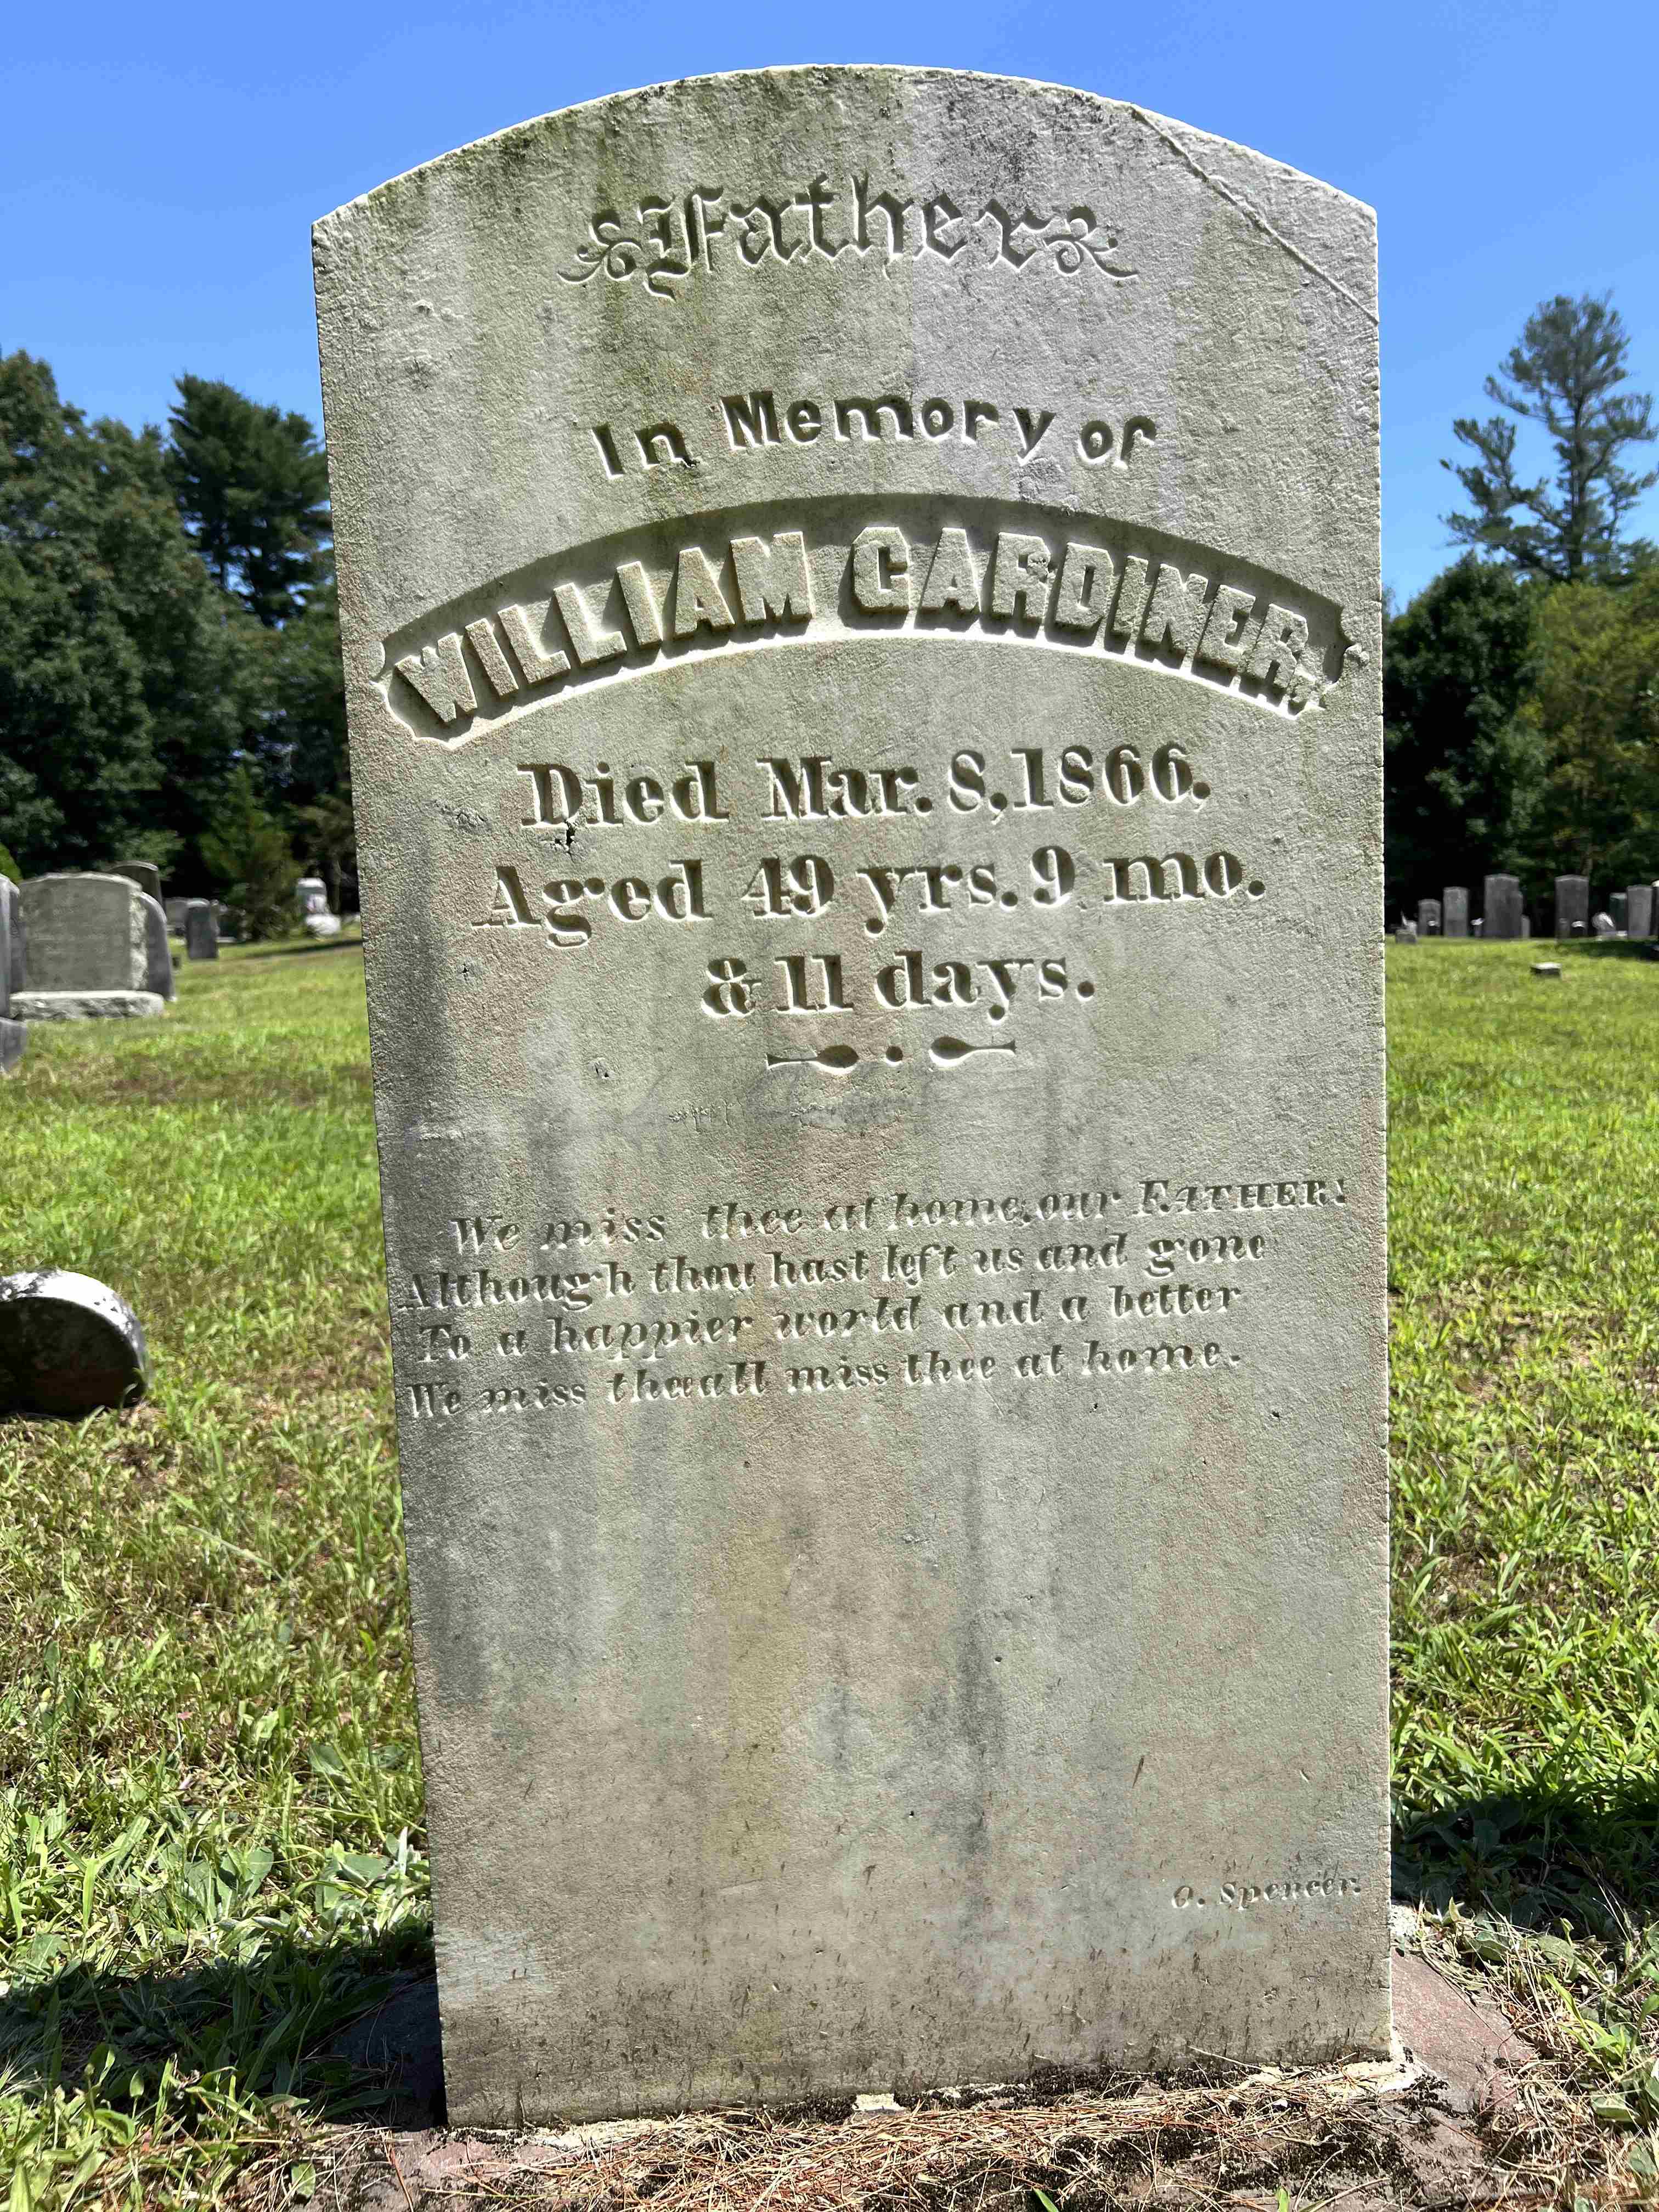 Father
In Memory of
WILLIAM GARDINER.
Died Mar. 8, 1866,
Aged 49 yrs. 9 mo.
& 11 days.
We miss thee at home, our FATHER!
Although thou hast left us and gone
To a happier world and a better
We miss thee all miss thee at home.
O. Spencer.